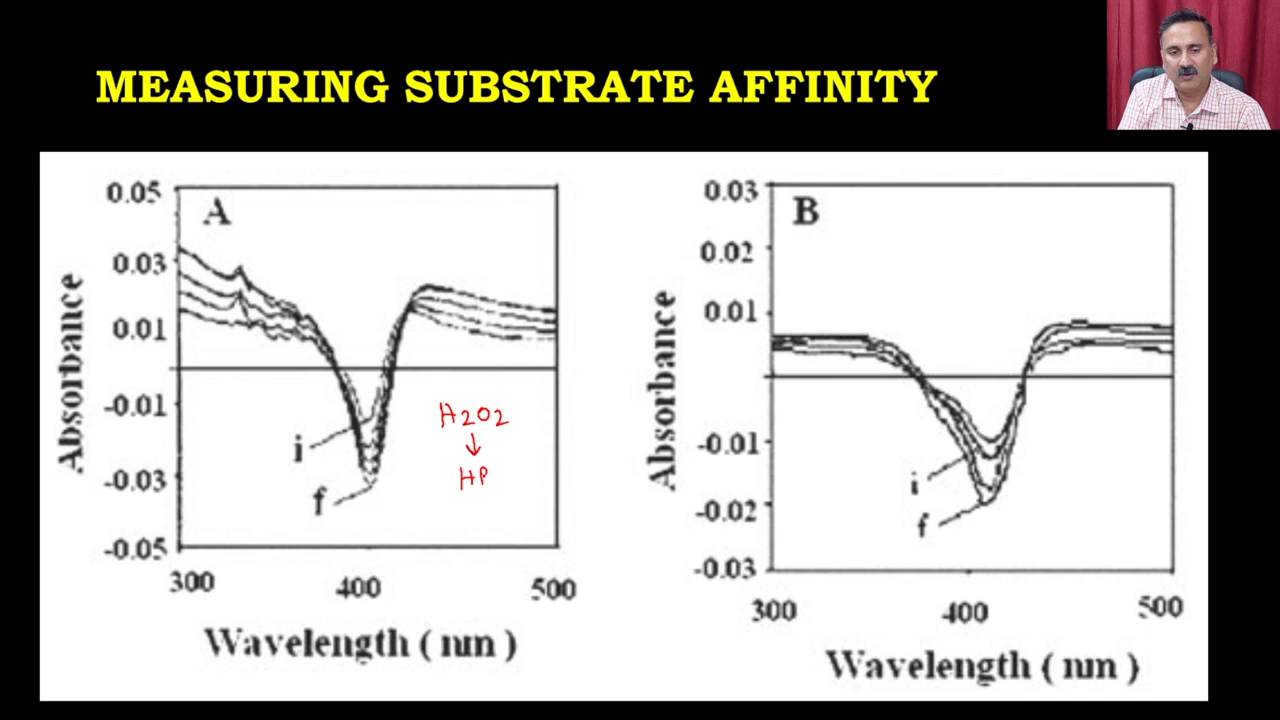 MEASURING SUBSTRATE AFFINITY
A
0.05
0.03
0.01
-0.01
-0.03
-0.05
Absorbance
i
f
H2O2
↓
HP
300 400 500
Wavelength ( nm )
B
0.03
0.02
0.01
-0.01
-0.02
-0.03
Absorbance
i
f
300 400 500
Wavelength ( nm )